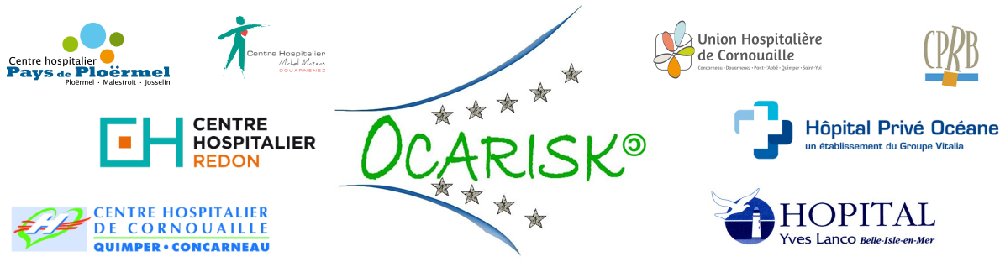 Centre hospitalier
Pays de Ploërmel
Ploërmel · Malestroit · Josselin
Centre Hospitalier
Michel Mazéas
DOUARNENEZ
CENTRE
HOSPITALIER
REDON
CENTRE HOSPITALIER
DE CORNOUAILLE
QUIMPER · CONCARNEAU
OCARISK
Union Hospitalière
de Cornouaille
Concarneau · Douarnenez · Pont-l'Abbé · Quimper · Saint-Yvi
CPRB
Hôpital Privé Océane
un établissement du Groupe Vitalia
HOPITAL
Yves Lanco Belle-Isle-en-Mer